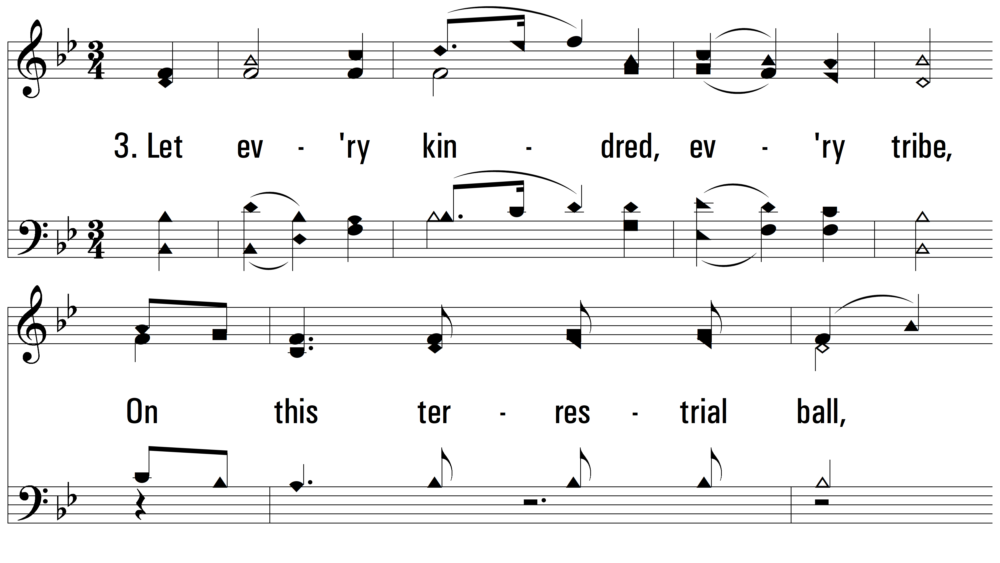 3. Let ev - 'ry kin - dred, ev - 'ry tribe,
On this ter - res - trial ball,